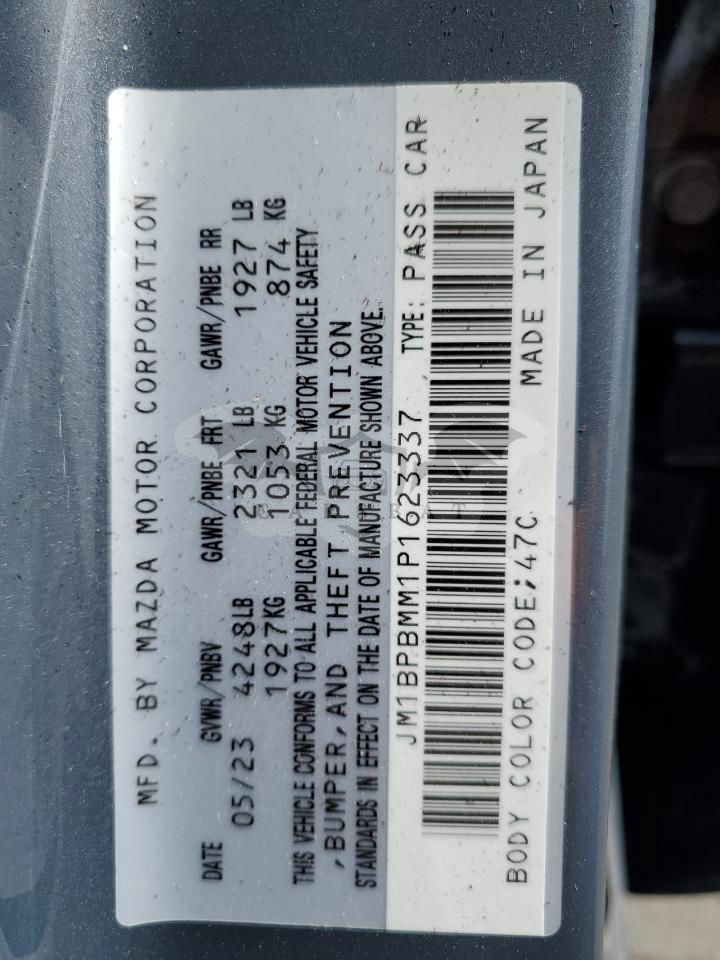 MFD. BY MAZDA MOTOR CORPORATION
DATE GVWR/PNBV GAWR/PNBE FRT GAWR/PNBE RR
05/23 4248LB 2321 LB 1927 LB
1927KG 1053 KG 874 KG
THIS VEHICLE CONFORMS TO ALL APPLICABLE FEDERAL MOTOR VEHICLE SAFETY
,BUMPER, AND THEFT PREVENTION
STANDARDS IN EFFECT ON THE DATE OF MANUFACTURE SHOWN ABOVE.
JM1BPBMM1P1623337 TYPE: PASS CAR
BODY COLOR CODE;47C MADE IN JAPAN